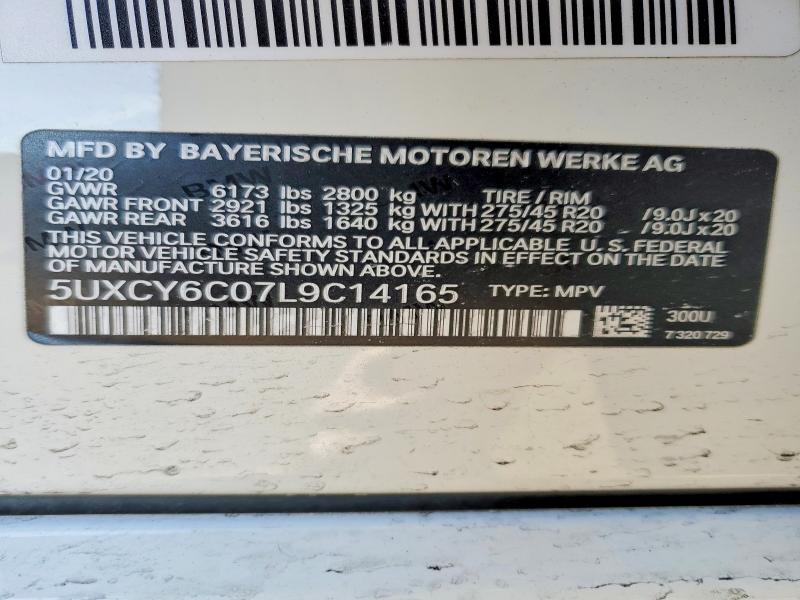 MFD BY BAYERISCHE MOTOREN WERKE AG
01/20
GVWR 6173 lbs 2800 kg TIRE / RIM
GAWR FRONT 2921 lbs 1325 kg WITH 275/45 R20 /9.0J x 20
GAWR REAR 3616 lbs 1640 kg WITH 275/45 R20 /9.0J x 20
THIS VEHICLE CONFORMS TO ALL APPLICABLE U. S. FEDERAL
MOTOR VEHICLE SAFETY STANDARDS IN EFFECT ON THE DATE
OF MANUFACTURE SHOWN ABOVE.
5UXCY6C07L9C14165 TYPE: MPV
300U
7 320 729